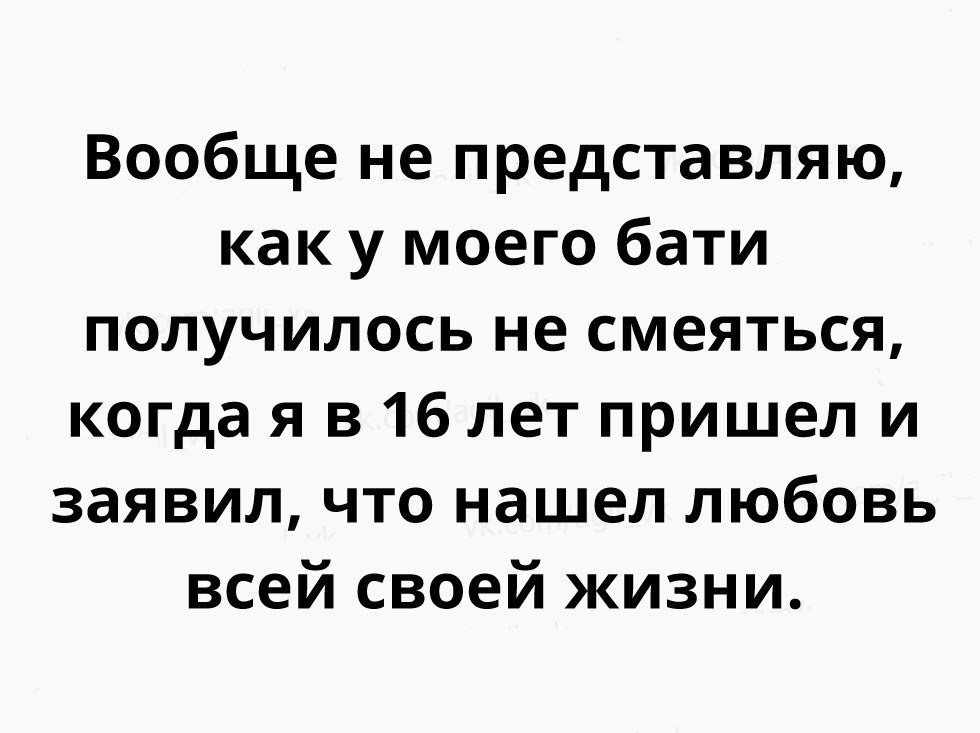 Вообще не представляю,
как у моего бати
получилось не смеяться,
когда я в 16 лет пришел и
заявил, что нашел любовь
всей своей жизни.